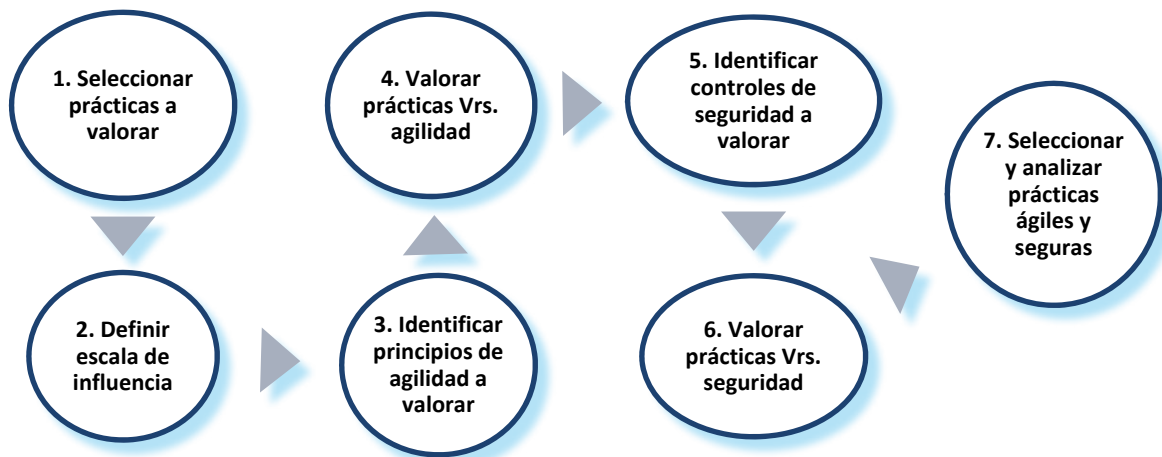 1. Seleccionar
prácticas a
valorar
2. Definir
escala de
influencia
3. Identificar
principios de
agilidad a
valorar
4. Valorar
prácticas Vrs.
agilidad
5. Identificar
controles de
seguridad a
valorar
6. Valorar
prácticas Vrs.
seguridad
7. Seleccionar
y analizar
prácticas
ágiles y
seguras